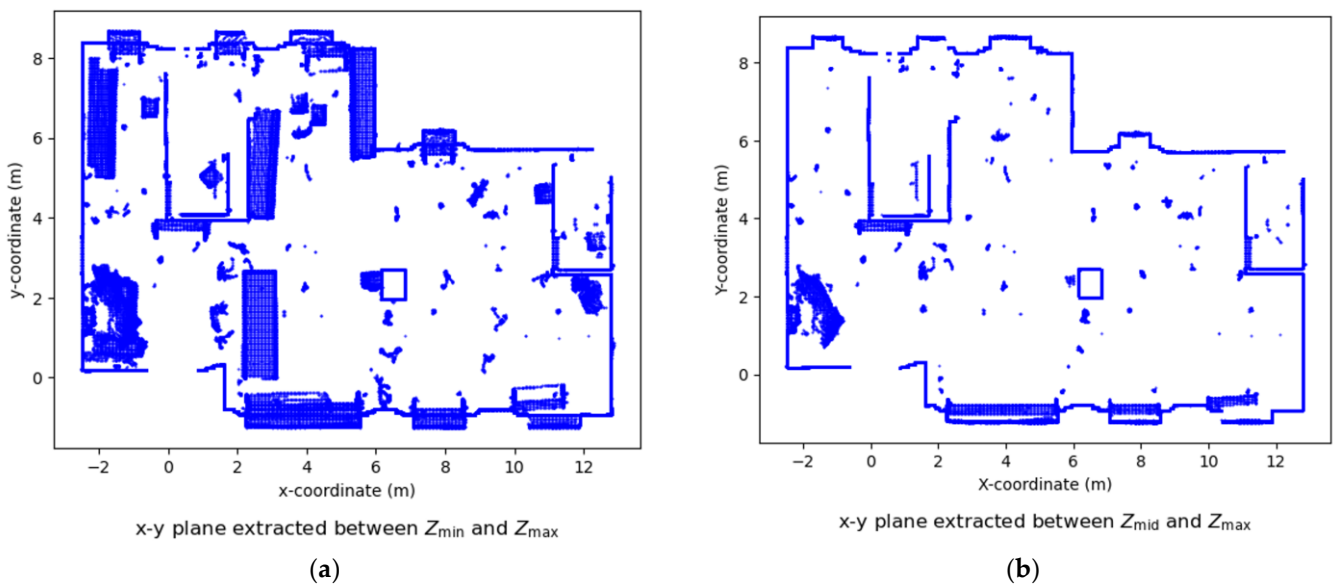 8
6
4
2
0
y-coordinate (m)
−2 0 2 4 6 8 10 12
x-coordinate (m)
x-y plane extracted between Zmin and Zmax
(a)
8
6
4
2
0
Y-coordinate (m)
−2 0 2 4 6 8 10 12
X-coordinate (m)
x-y plane extracted between Zmid and Zmax
(b)